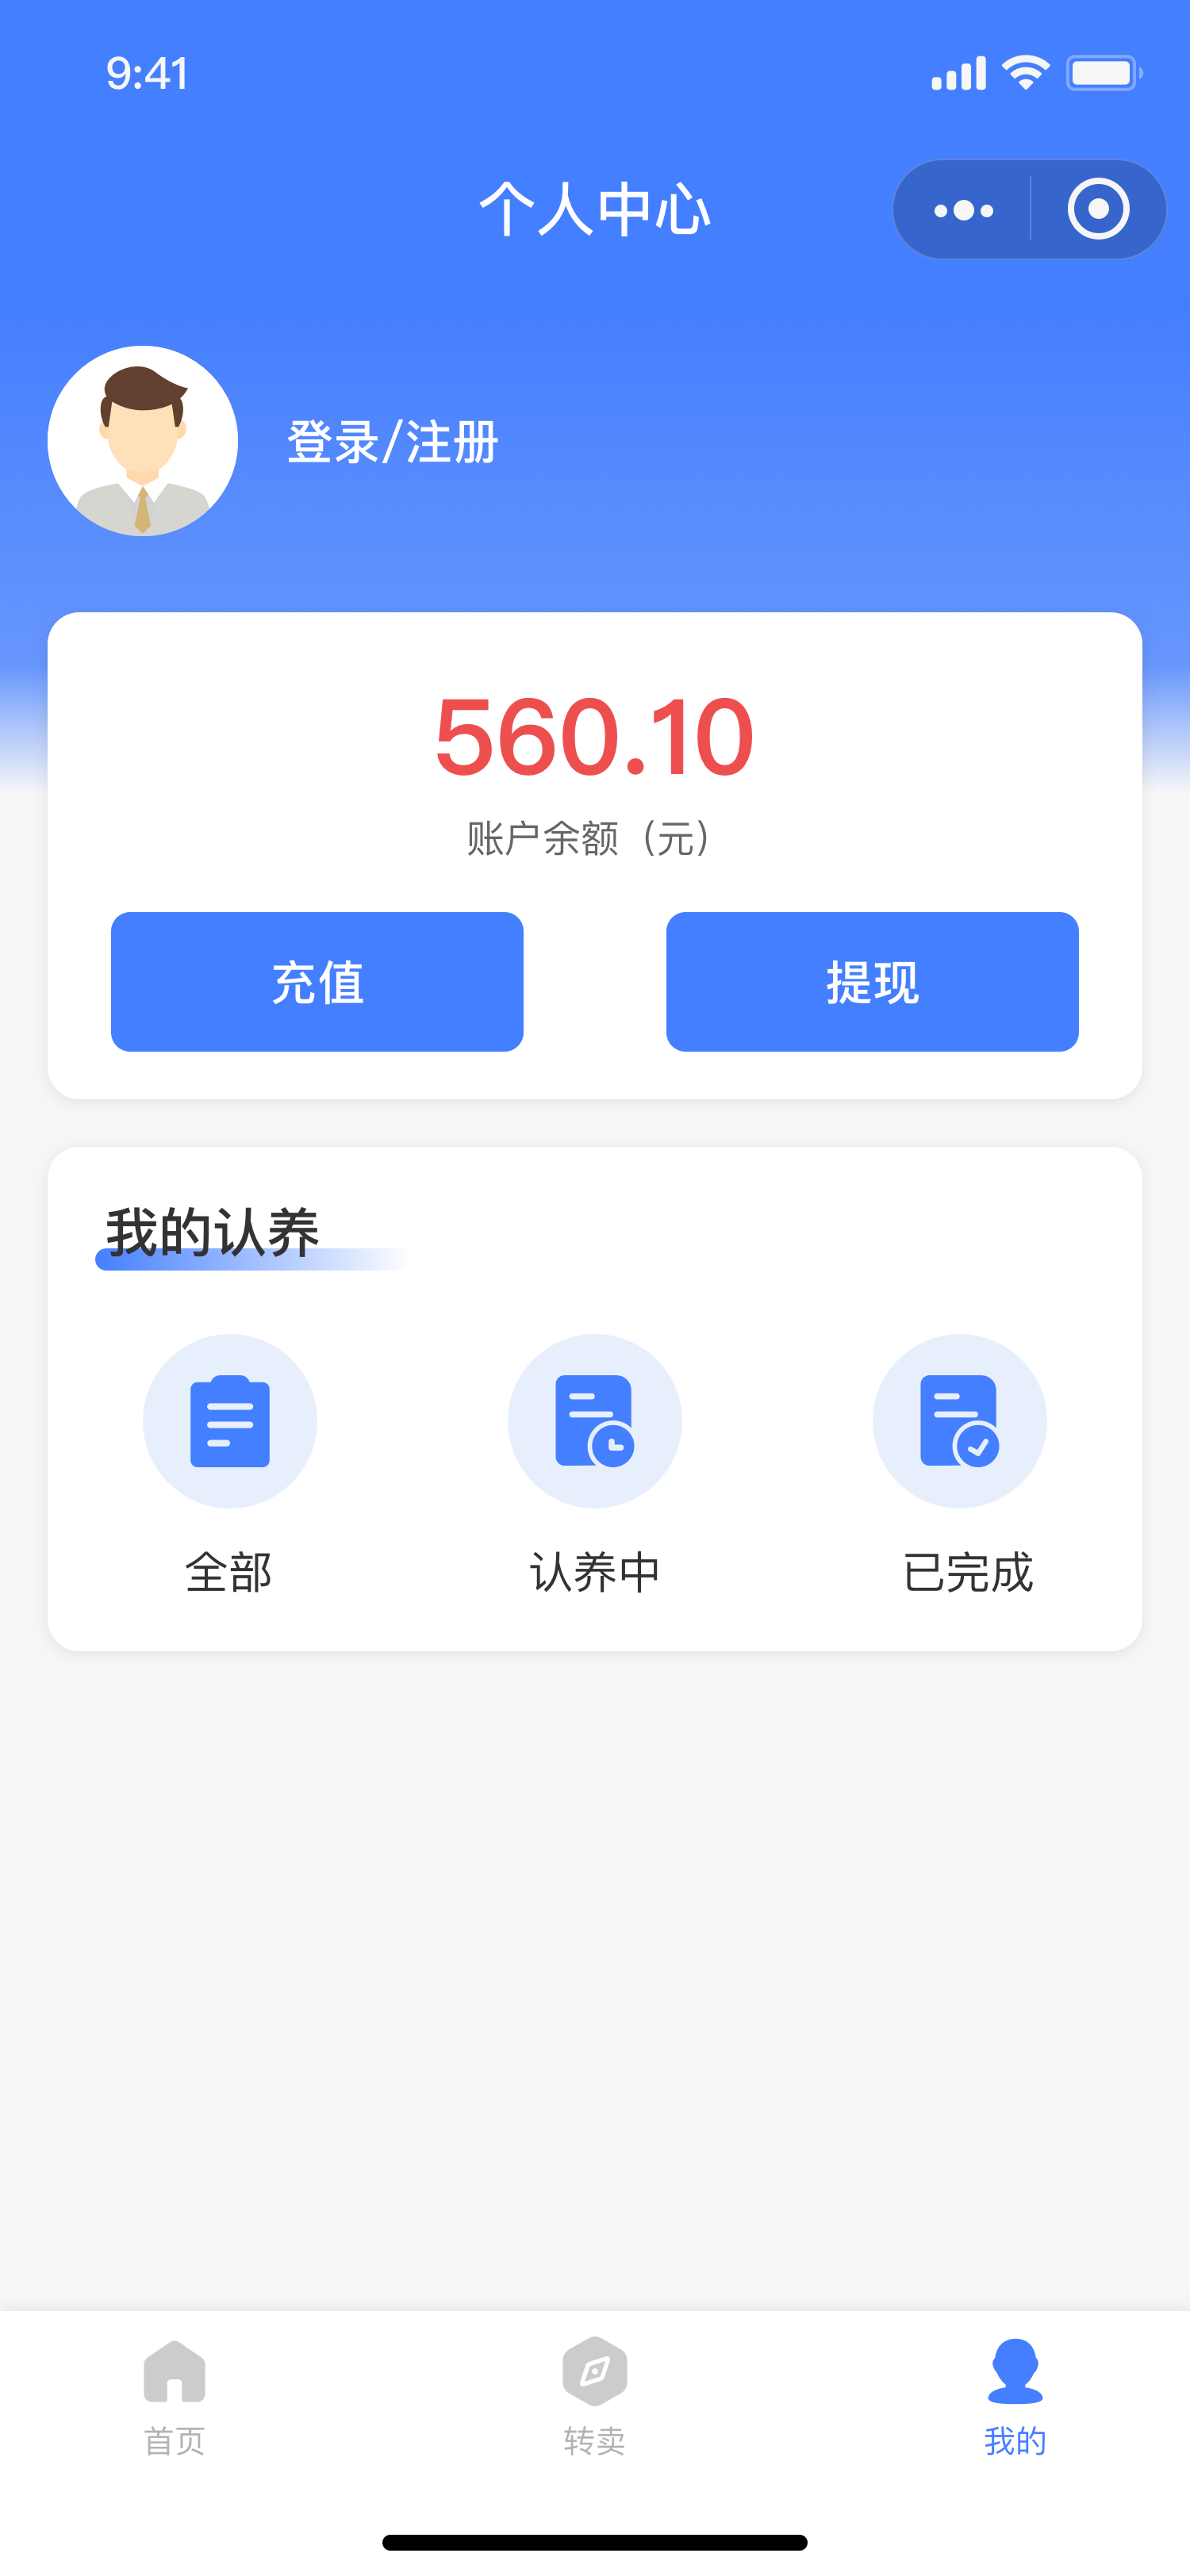 9:41
个人中心
登录/注册
560.10
账户余额（元）
充值
提现
我的认养
全部
认养中
已完成
首页
转卖
我的